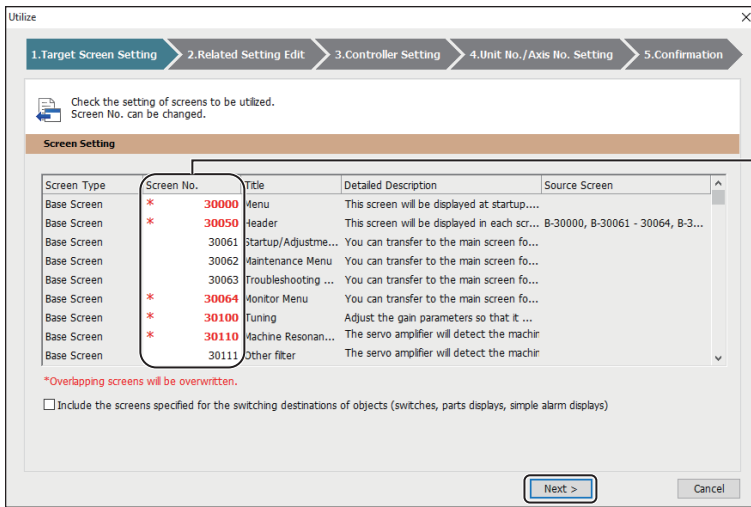 Utilize
1.Target Screen Setting 2.Related Setting Edit 3.Controller Setting 4.Unit No./Axis No. Setting 5.Confirmation
Check the setting of screens to be utilized.
Screen No. can be changed.
Screen Setting
Screen Type Screen No. Title Detailed Description Source Screen
Base Screen * 30000 Menu This screen will be displayed at startup....
Base Screen * 30050 Header This screen will be displayed in each scr... B-30000, B-30061 - 30064, B-3...
Base Screen 30061 Startup/Adjustme... You can transfer to the main screen fo...
Base Screen 30062 Maintenance Menu You can transfer to the main screen fo...
Base Screen 30063 Troubleshooting ... You can transfer to the main screen fo...
Base Screen * 30064 Monitor Menu You can transfer to the main screen fo...
Base Screen * 30100 Tuning Adjust the gain parameters so that it ...
Base Screen * 30110 Machine Resonan... The servo amplifier will detect the machin
Base Screen 30111 Other filter The servo amplifier will detect the machin
*Overlapping screens will be overwritten.
Include the screens specified for the switching destinations of objects (switches, parts displays, simple alarm displays)
Next > Cancel